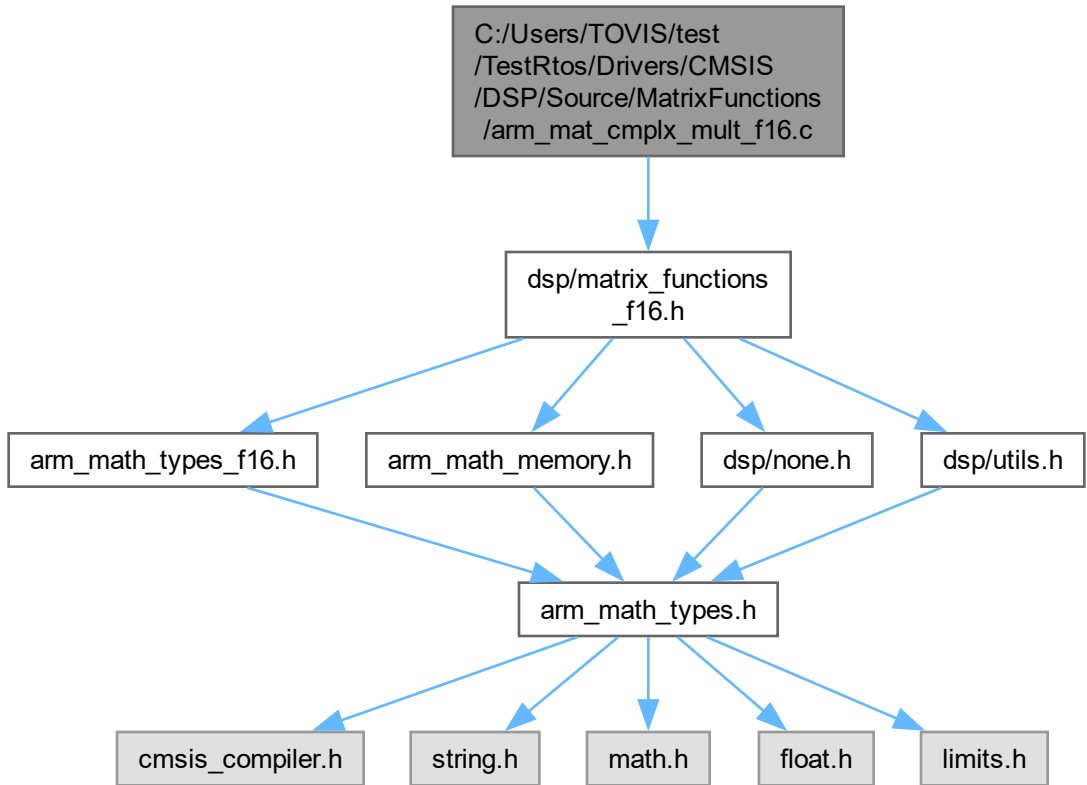 C:/Users/TOVIS/test
/TestRtos/Drivers/CMSIS
/DSP/Source/MatrixFunctions
/arm_mat_cmplx_mult_f16.c
dsp/matrix_functions
_f16.h
arm_math_types_f16.h
arm_math_memory.h
dsp/none.h
dsp/utils.h
arm_math_types.h
cmsis_compiler.h
string.h
math.h
float.h
limits.h